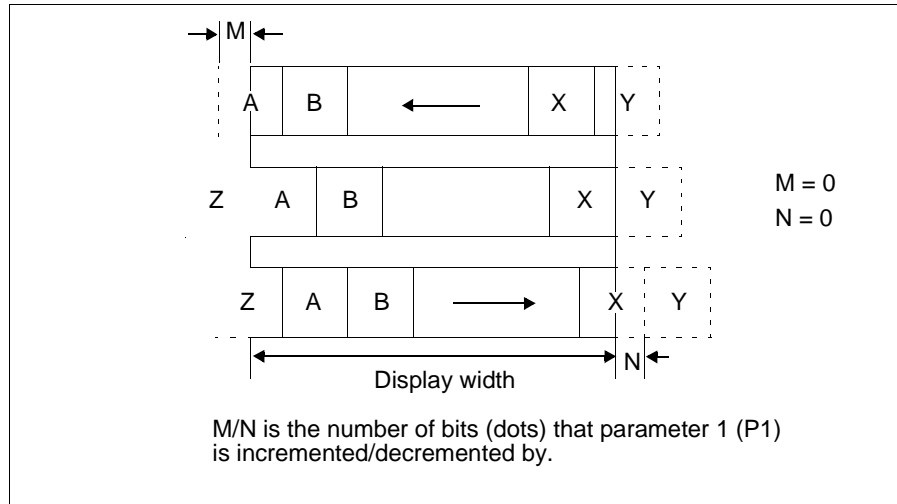 M
A B X Y
Z A B X Y
M = 0
N = 0
Z A B X Y
N
Display width
M/N is the number of bits (dots) that parameter 1 (P1)
is incremented/decremented by.